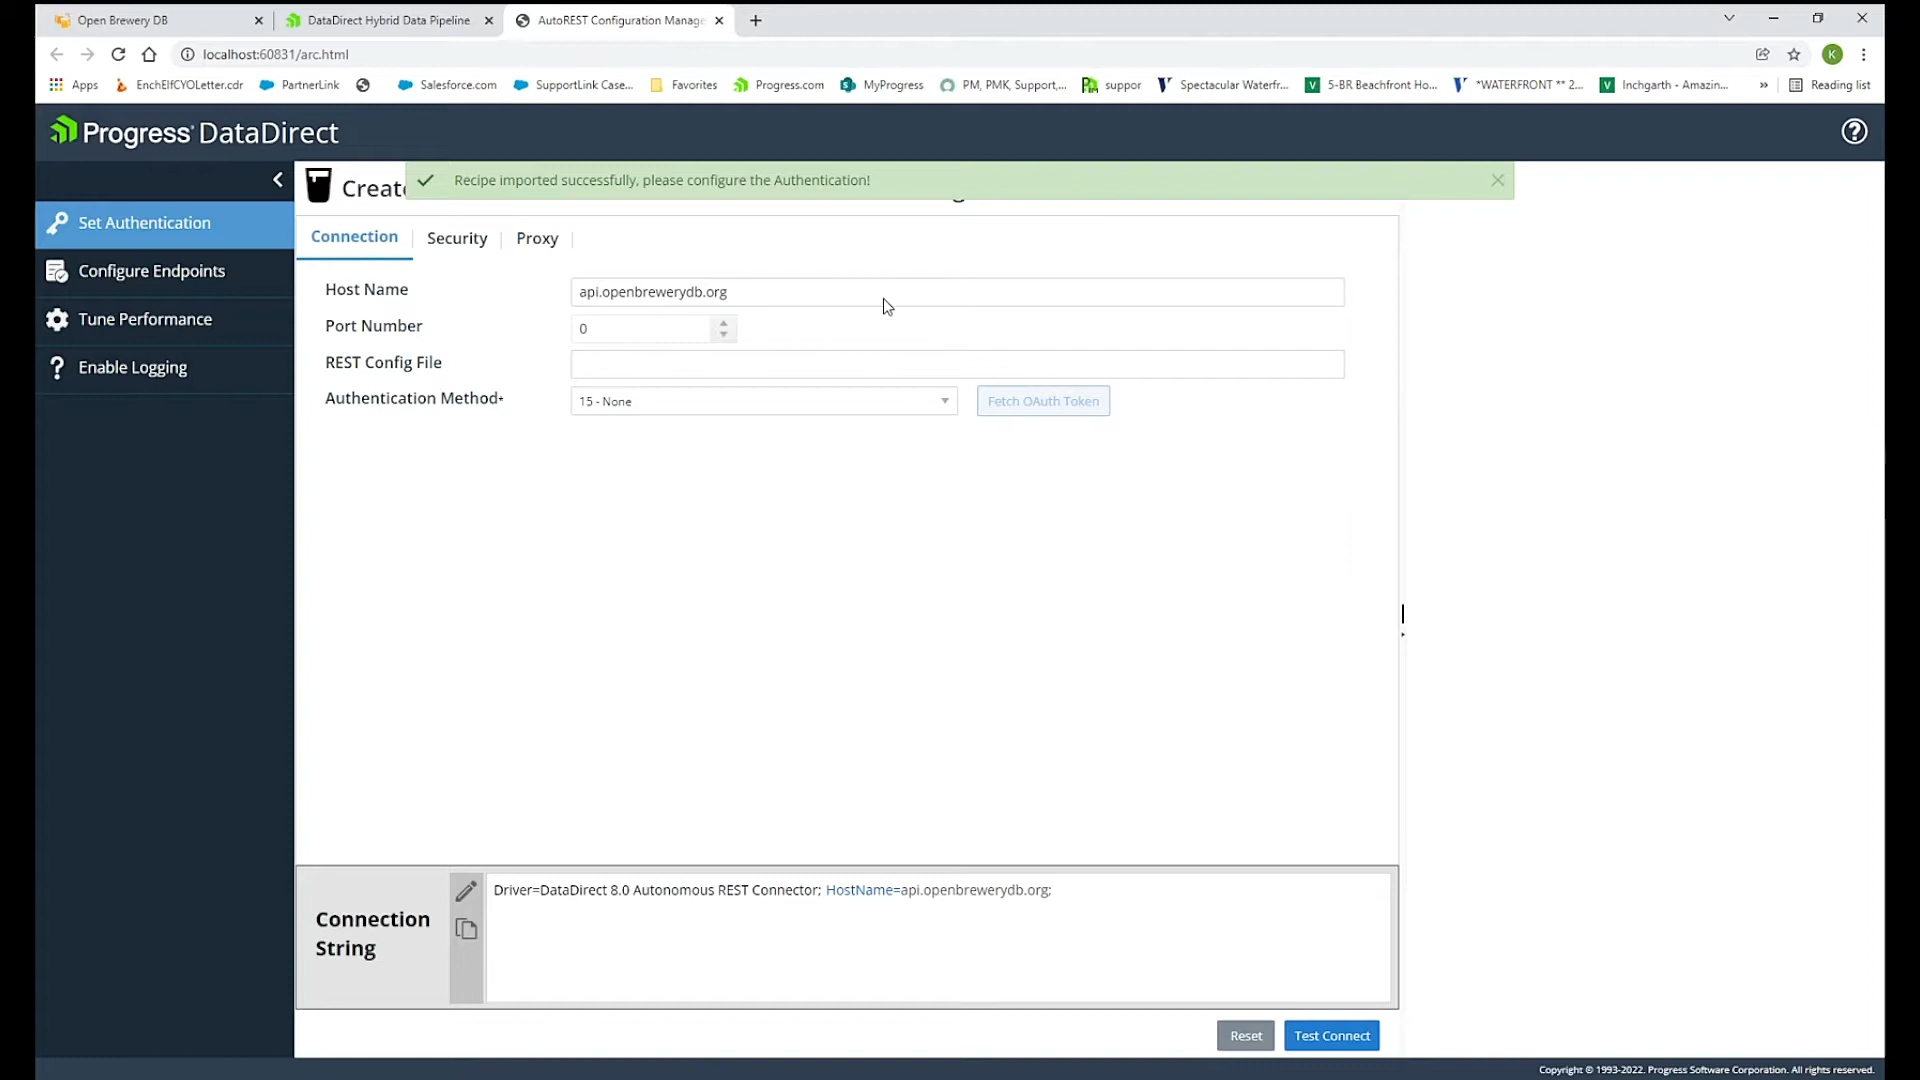 Open Brewery DB
DataDirect Hybrid Data Pipeline
AutoREST Configuration Manage
localhost:60831/arc.html
K
Apps
EnchElfCYOLetter.cdr
PartnerLink
Salesforce.com
SupportLink Case...
Favorites
Progress.com
MyProgress
PM, PMK, Support,...
suppor
Spectacular Waterfr...
5-BR Beachfront Ho...
*WATERFRONT ** 2...
Inchgarth - Amazin...
»
Reading list
Progress® DataDirect
Create
Recipe imported successfully, please configure the Authentication!
Set Authentication
Configure Endpoints
Tune Performance
Enable Logging
Connection
Security
Proxy
Host Name
api.openbrewerydb.org
Port Number
0
REST Config File
Authentication Method*
15 - None
Fetch OAuth Token
Connection
String
Driver=DataDirect 8.0 Autonomous REST Connector; HostName=api.openbrewerydb.org;
Reset
Test Connect
Copyright © 1993-2022. Progress Software Corporation. All rights reserved.